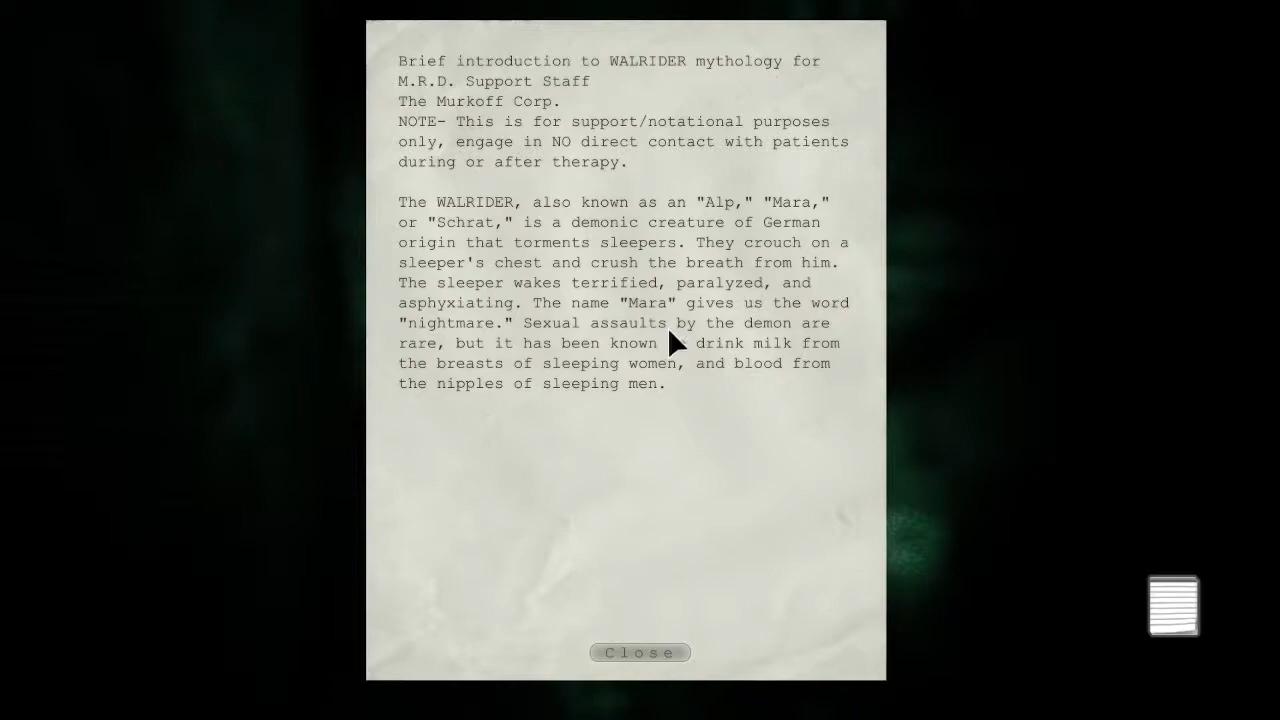 Brief introduction to WALRIDER mythology for
M.R.D. Support Staff
The Murkoff Corp.
NOTE- This is for support/notational purposes
only, engage in NO direct contact with patients
during or after therapy.
The WALRIDER, also known as an "Alp," "Mara,"
or "Schrat," is a demonic creature of German
origin that torments sleepers. They crouch on a
sleeper's chest and crush the breath from him.
The sleeper wakes terrified, paralyzed, and
asphyxiating. The name "Mara" gives us the word
"nightmare." Sexual assaults by the demon are
rare, but it has been known drink milk from
the breasts of sleeping women, and blood from
the nipples of sleeping men.
Close